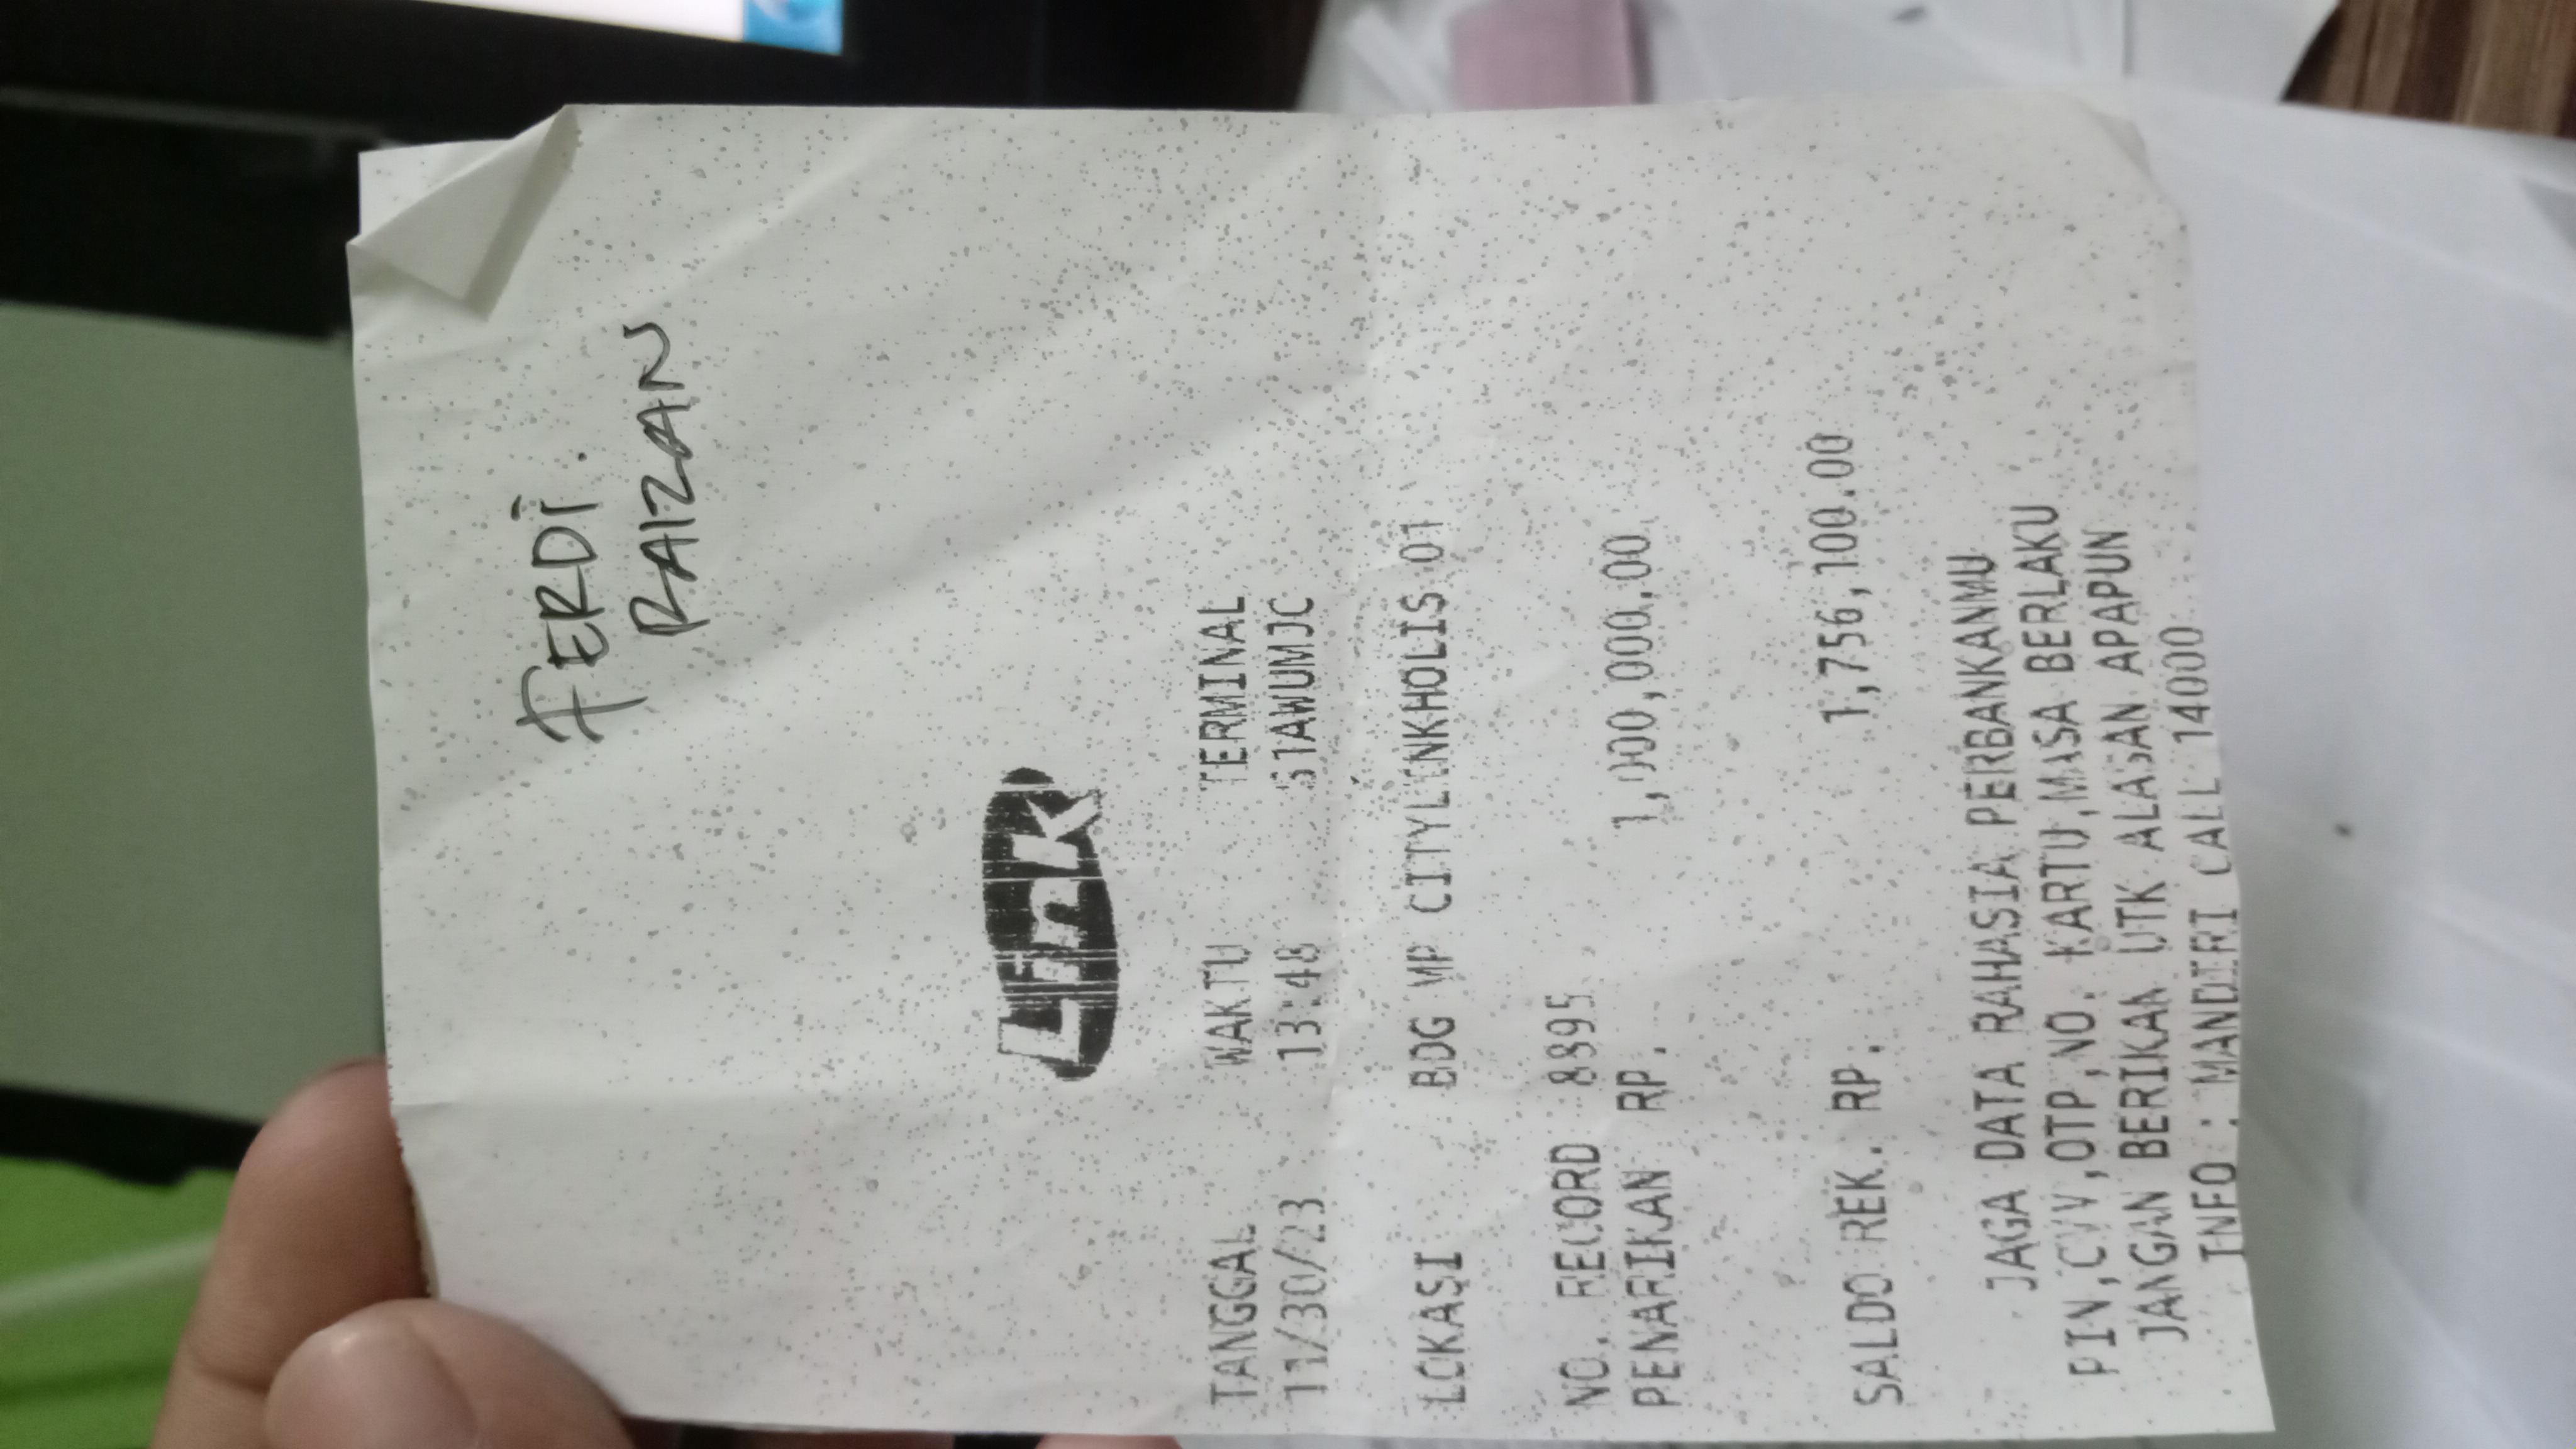 FERDI.
RAIZAN
Link
TANGGAL WAKTU TERMINAL
11/30/23 13:48 S1AWUMJC
LOKASI BDG MP CITYLINKHOLIS 01
NO. RECORD 8895
PENARIKAN RP. 1,000,000.00
SALDO REK. RP. 1,756,100.00
JAGA DATA RAHASIA PERBANKANMU
PIN,CVV,OTP,NO. KARTU,MASA BERLAKU
JANGAN BERIKAN UTK ALASAN APAPUN
INFO : MANDIRI CALL 14000